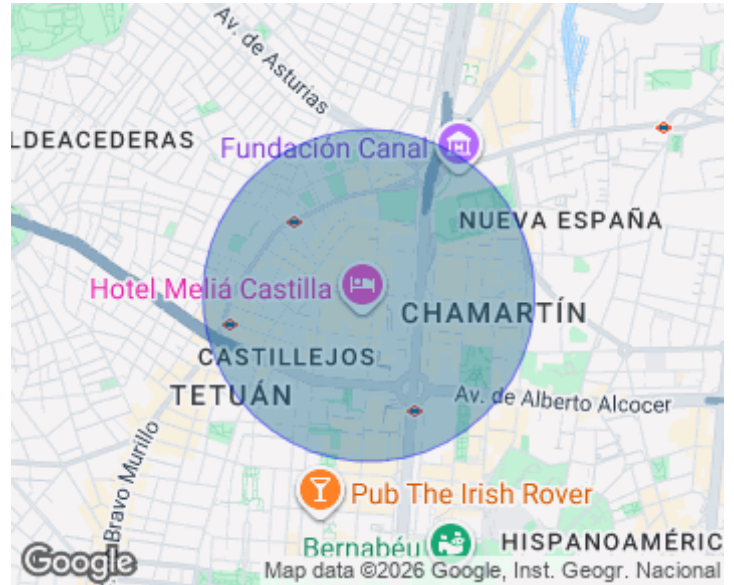 Av. de Asturias
LDEACEDERAS
Fundación Canal
NUEVA ESPAÑA
Hotel Meliá Castilla
CHAMARTÍN
CASTILLEJOS
TETUÁN
Av. de Alberto Alcocer
Bravo Murillo
Pub The Irish Rover
Bernabéu
HISPANOAMÉRIC
Google
Map data ©2026 Google, Inst. Geogr. Nacional